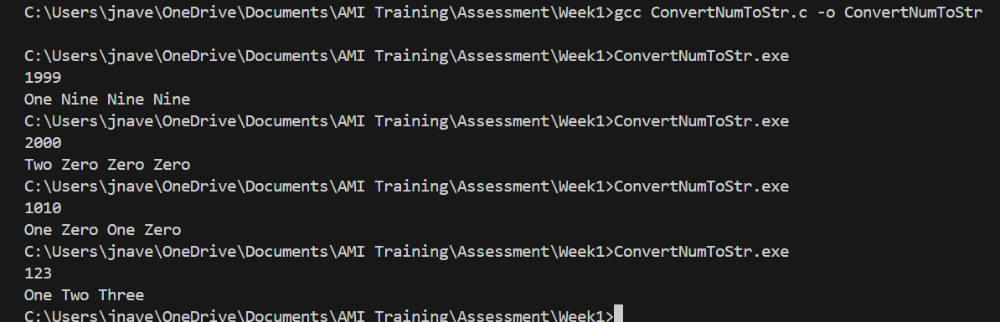 C:\Users\jnave\OneDrive\Documents\AMI Training\Assessment\Week1>gcc ConvertNumToStr.c -o ConvertNumToStr
C:\Users\jnave\OneDrive\Documents\AMI Training\Assessment\Week1>ConvertNumToStr.exe
1999
One Nine Nine Nine
C:\Users\jnave\OneDrive\Documents\AMI Training\Assessment\Week1>ConvertNumToStr.exe
2000
Two Zero Zero Zero
C:\Users\jnave\OneDrive\Documents\AMI Training\Assessment\Week1>ConvertNumToStr.exe
1010
One Zero One Zero
C:\Users\jnave\OneDrive\Documents\AMI Training\Assessment\Week1>ConvertNumToStr.exe
123
One Two Three
C:\Users\jnave\OneDrive\Documents\AMI Training\Assessment\Week1>